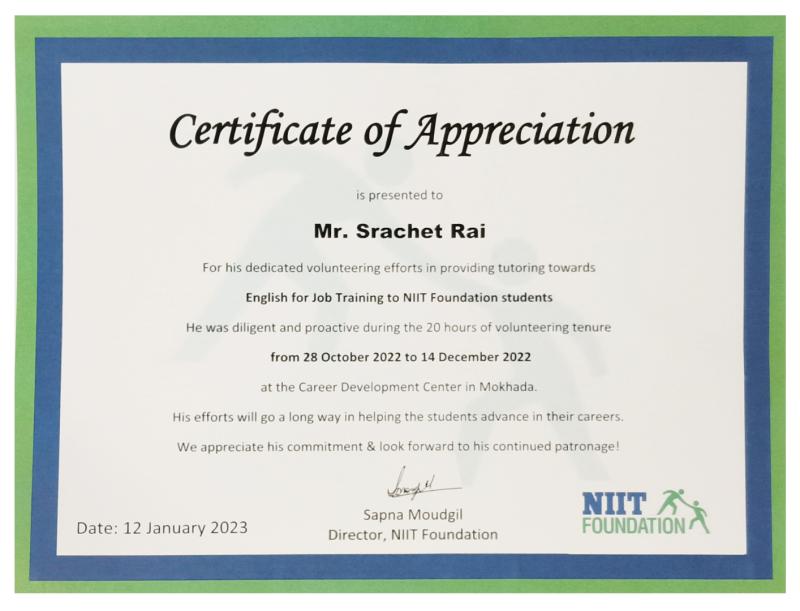 Certificate of Appreciation
is presented to
Mr. Srachet Rai
For his dedicated volunteering efforts in providing tutoring towards
English for Job Training to NIIT Foundation students
He was diligent and proactive during the 20 hours of volunteering tenure
from 28 October 2022 to 14 December 2022
at the Career Development Center in Mokhada.
His efforts will go a long way in helping the students advance in their careers.
We appreciate his commitment & look forward to his continued patronage!
Sapna Moudgil
Director, NIIT Foundation
Date: 12 January 2023
NIIT
FOUNDATION